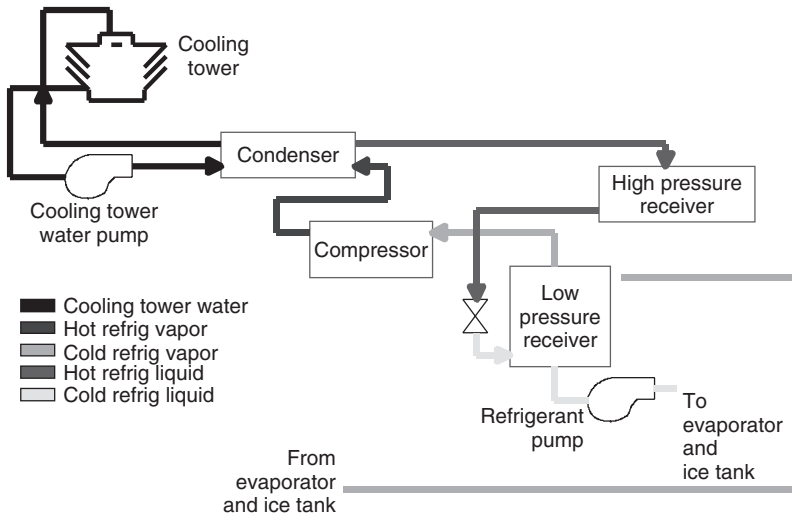 Cooling
tower
Condenser
High pressure
receiver
Cooling tower
water pump
Compressor
Low
pressure
receiver
Cooling tower water
Hot refrig vapor
Cold refrig vapor
Hot refrig liquid
Cold refrig liquid
Refrigerant
pump
To
evaporator
and
ice tank
From
evaporator
and ice tank